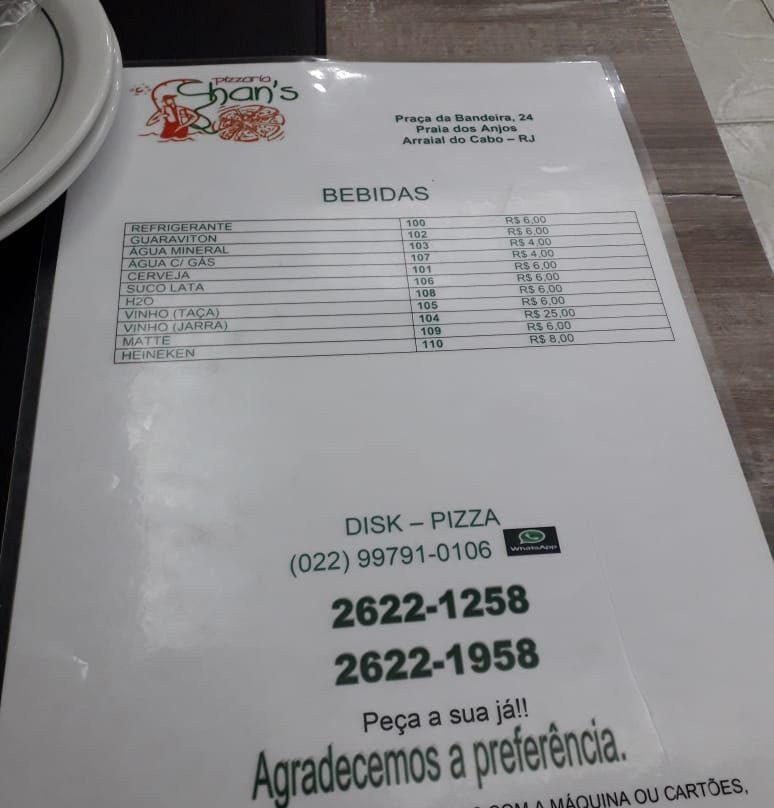 pizzaria
Chan's
Praça da Bandeira, 24
Praia dos Anjos
Arraial do Cabo – RJ
BEBIDAS
REFRIGERANTE 100 R$ 6,00
GUARAVITON 102 R$ 6,00
ÁGUA MINERAL 103 R$ 4,00
ÁGUA C/ GÁS 107 R$ 4,00
CERVEJA 101 R$ 6,00
SUCO LATA 106 R$ 6,00
H2O 108 R$ 6,00
VINHO (TAÇA) 105 R$ 6,00
VINHO (JARRA) 104 R$ 25,00
MATTE 109 R$ 6,00
HEINEKEN 110 R$ 8,00
DISK – PIZZA
(022) 99791-0106 WhatsApp
2622-1258
2622-1958
Peça a sua já!!
Agradecemos a preferência.
COM A MÁQUINA OU CARTÕES,